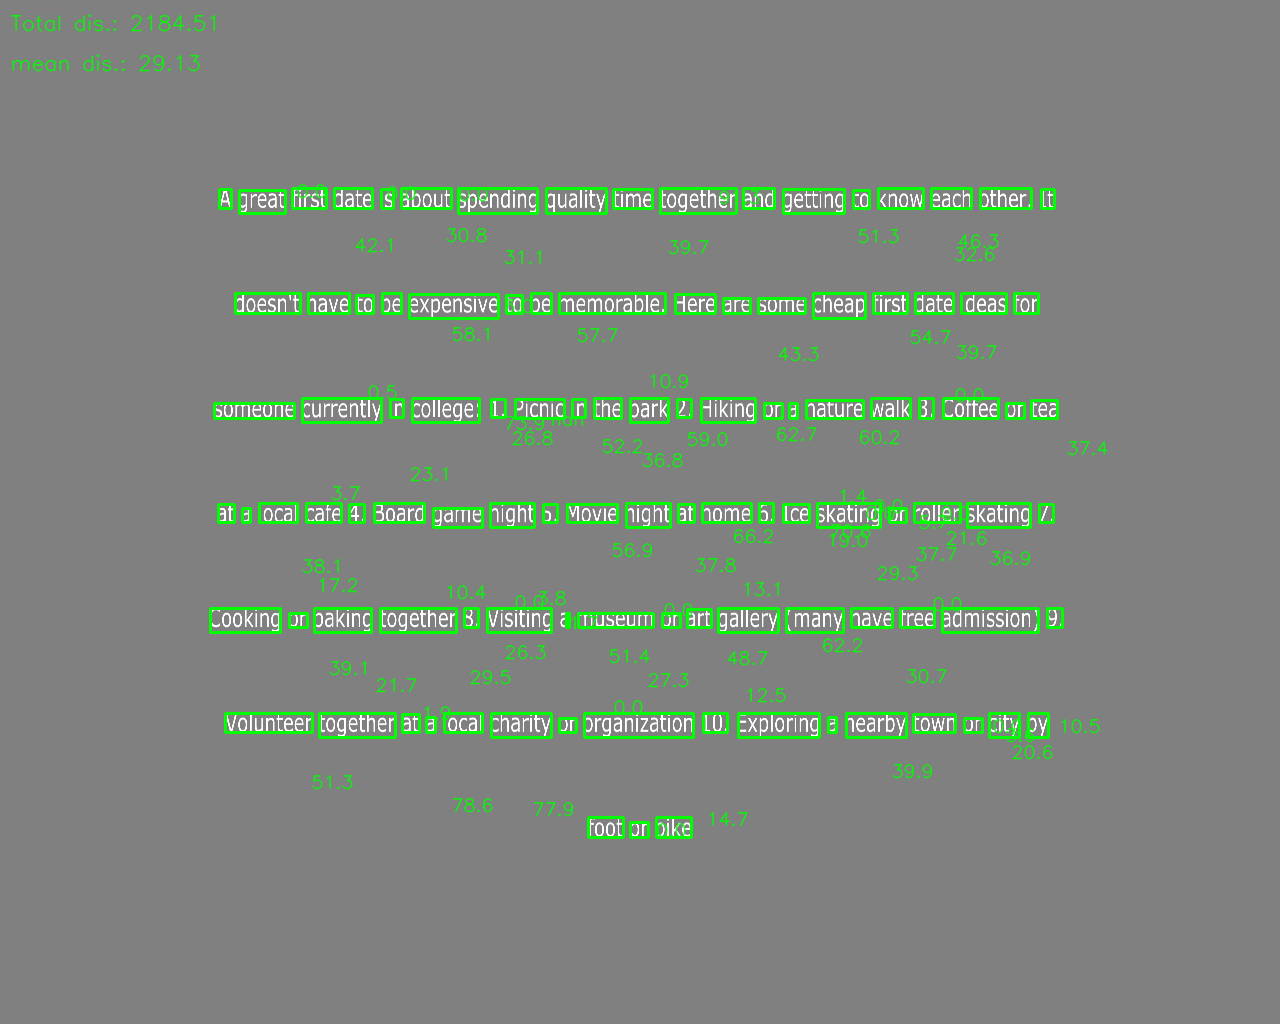 Total dis.: 2184.51
mean dis.: 29.13
A great first date is about spending quality time together and getting to know each other. It
42.1 30.8 31.1 39.7 51.3 46.3 32.6
doesn't have to be expensive to be memorable. Here are some cheap first date ideas for
58.1 57.7 43.3 54.7 39.7
10.9 0.5 0.0
someone currently in college: 1. Picnic in the park 2. Hiking or a nature walk 3. Coffee or tea
73.9 nan 26.8 52.2 36.8 59.0 62.7 60.2 37.4
23.1 3.7 1.4
at a local cafe 4. Board game night 5. Movie night at home 6. Ice skating or roller skating 7.
56.9 66.2 19.0 21.6 37.7 36.9
38.1 17.2 10.4 0.0 3.8 37.8 13.1 0.0 29.3 0.0
Cooking or baking together 8. Visiting a museum or art gallery (many have free admission) 9.
39.1 21.7 29.5 26.3 51.4 27.3 48.7 12.5 62.2 30.7
1.9 0.0
Volunteer together at a local charity or organization 10. Exploring a nearby town or city by
10.5 20.6
51.3 78.6 77.9 14.7 39.9
foot or bike